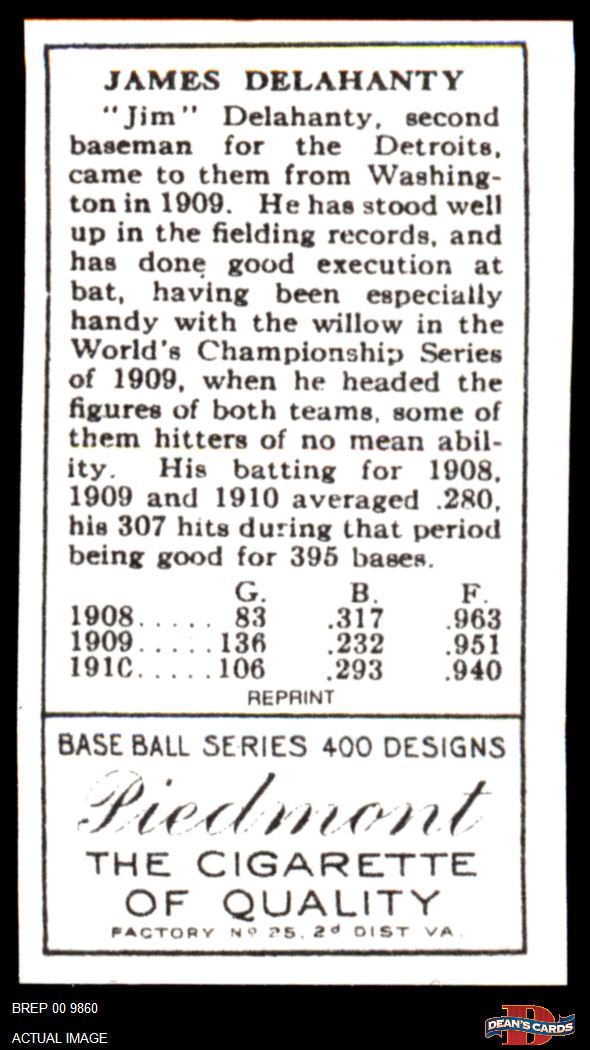 JAMES DELAHANTY
"Jim" Delahanty, second
baseman for the Detroits,
came to them from Washing-
ton in 1909. He has stood well
up in the fielding records, and
has done good execution at
bat, having been especially
handy with the willow in the
World's Championship Series
of 1909, when he headed the
figures of both teams, some of
them hitters of no mean abil-
ity. His batting for 1908,
1909 and 1910 averaged .280,
his 307 hits during that period
being good for 395 bases.
G. B. F.
1908..... 83 .317 .963
1909.....136 .232 .951
1910.....106 .293 .940
REPRINT
BASE BALL SERIES 400 DESIGNS
Piedmont
THE CIGARETTE
OF QUALITY
FACTORY Nº 25, 2d DIST VA.
BREP 00 9860
ACTUAL IMAGE
D
DEAN'S CARDS